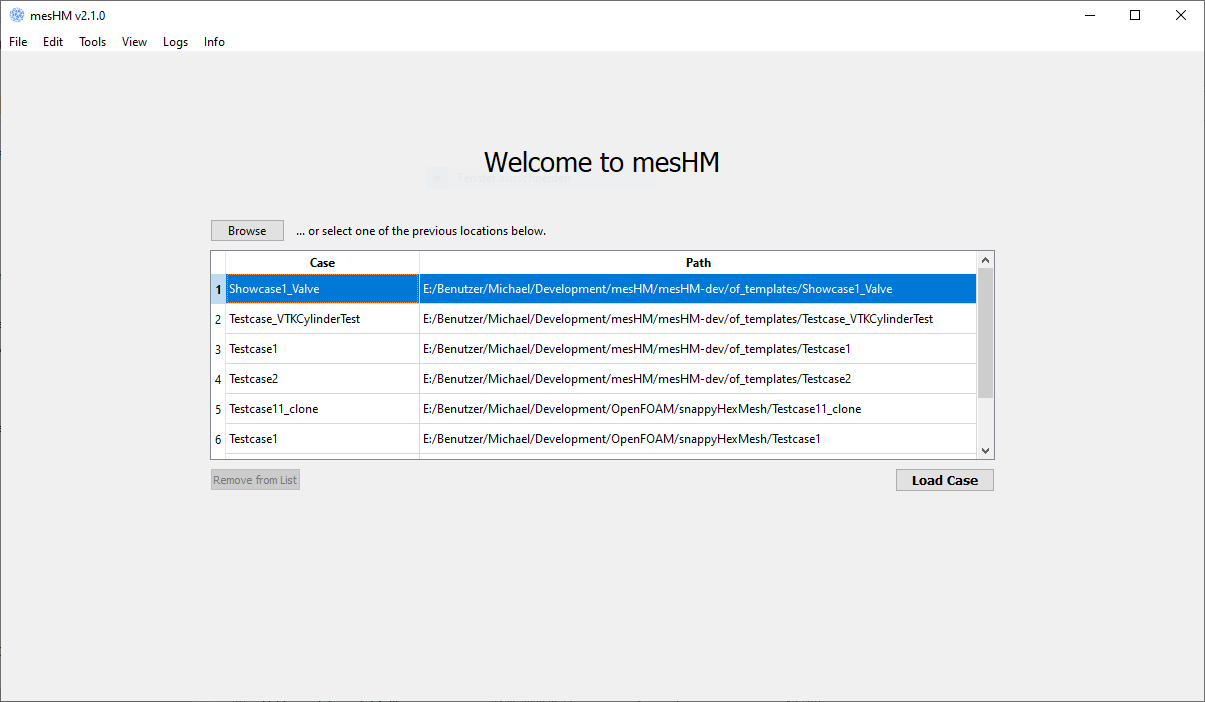 mesHM v2.1.0
File Edit Tools View Logs Info
Welcome to mesHM
Browse ... or select one of the previous locations below.
Case Path
1 Showcase1_Valve E:/Benutzer/Michael/Development/mesHM/mesHM-dev/of_templates/Showcase1_Valve
2 Testcase_VTKCylinderTest E:/Benutzer/Michael/Development/mesHM/mesHM-dev/of_templates/Testcase_VTKCylinderTest
3 Testcase1 E:/Benutzer/Michael/Development/mesHM/mesHM-dev/of_templates/Testcase1
4 Testcase2 E:/Benutzer/Michael/Development/mesHM/mesHM-dev/of_templates/Testcase2
5 Testcase11_clone E:/Benutzer/Michael/Development/OpenFOAM/snappyHexMesh/Testcase11_clone
6 Testcase1 E:/Benutzer/Michael/Development/OpenFOAM/snappyHexMesh/Testcase1
Remove from List Load Case